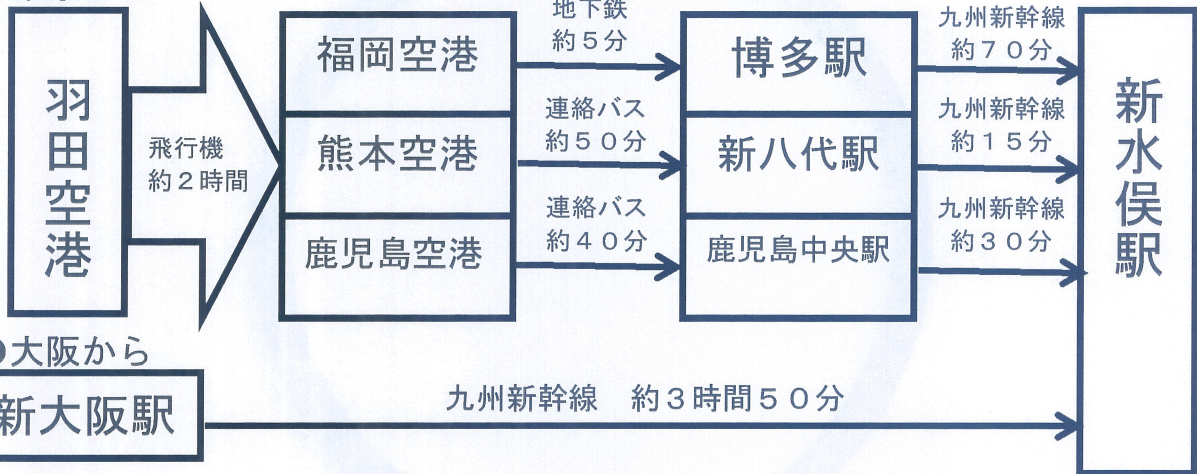 羽田空港
飛行機
約２時間
福岡空港
地下鉄
約５分
博多駅
九州新幹線
約７０分
熊本空港
連絡バス
約５０分
新八代駅
九州新幹線
約１５分
鹿児島空港
連絡バス
約４０分
鹿児島中央駅
九州新幹線
約３０分
新水俣駅
●大阪から
新大阪駅
九州新幹線　約３時間５０分